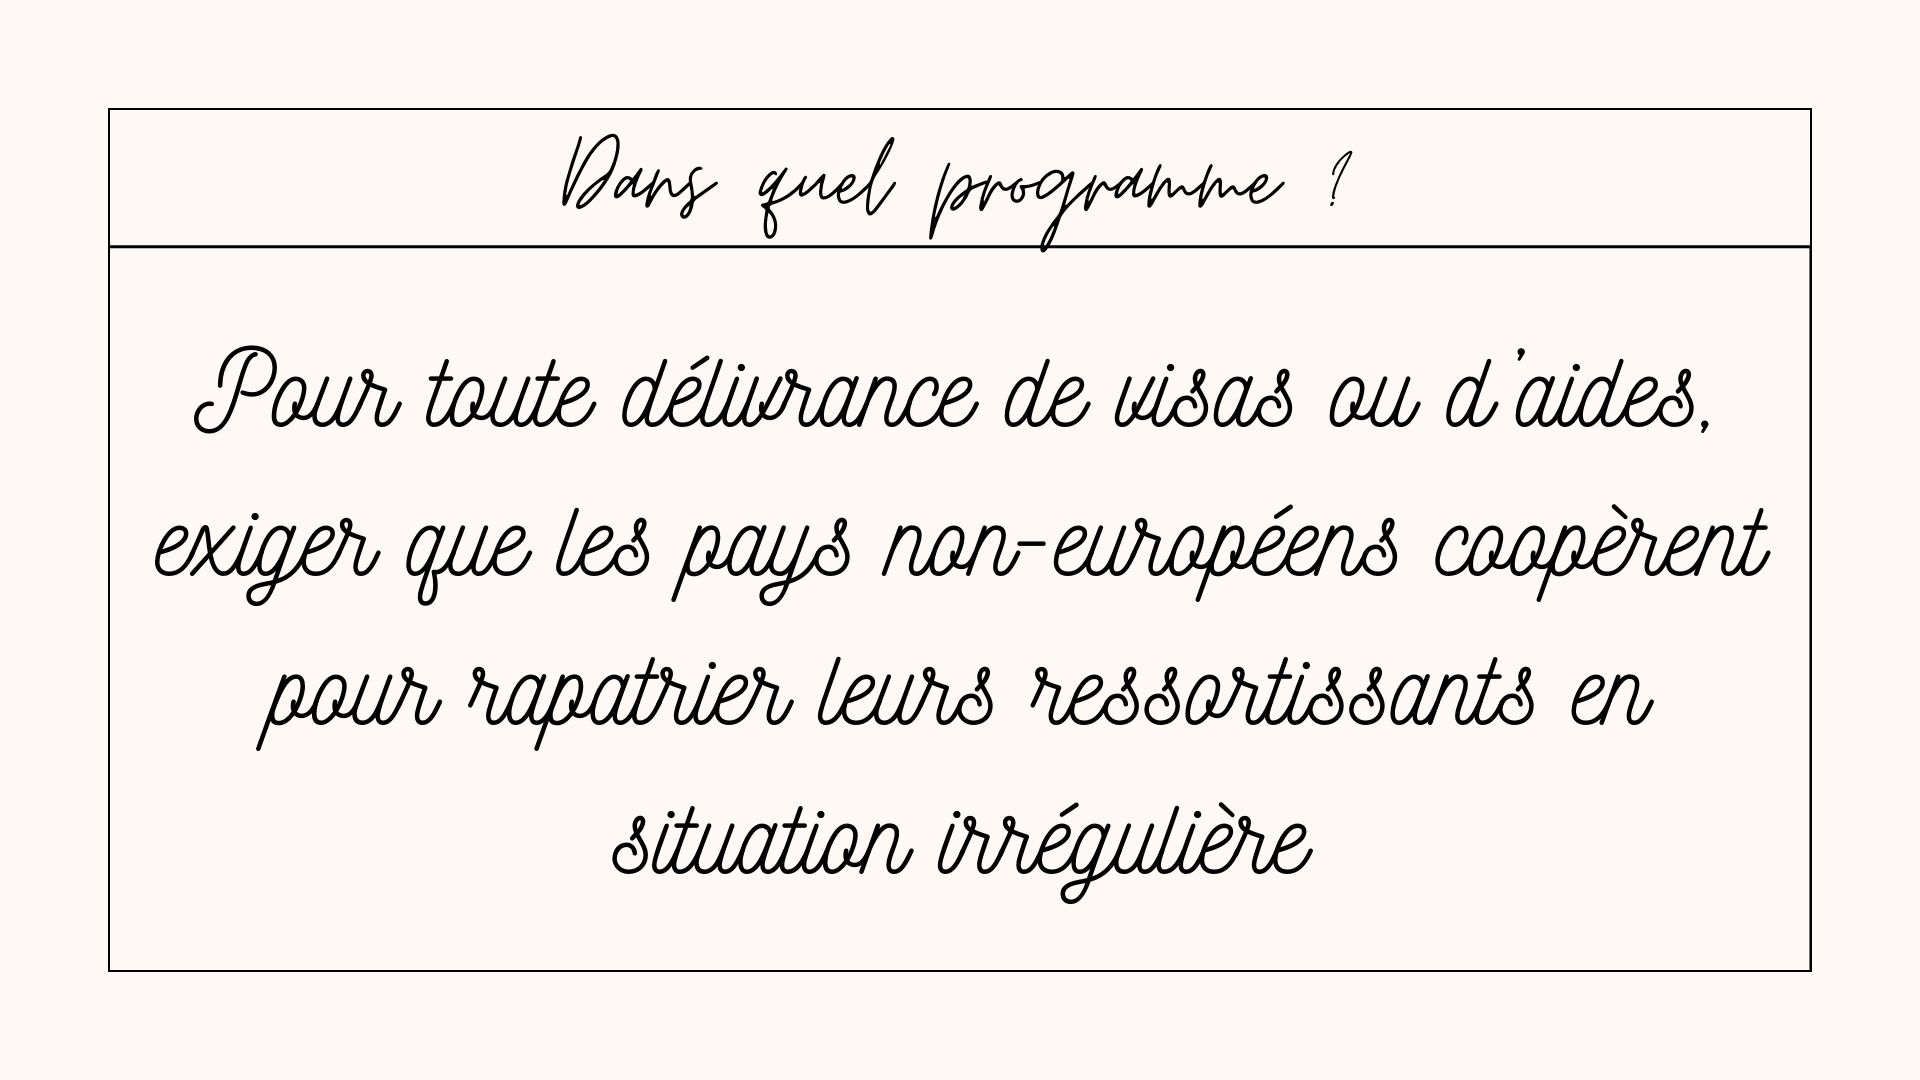 Dans quel programme ?
Pour toute délivrance de visas ou d'aides,
exiger que les pays non-européens coopèrent
pour rapatrier leurs ressortissants en
situation irrégulière